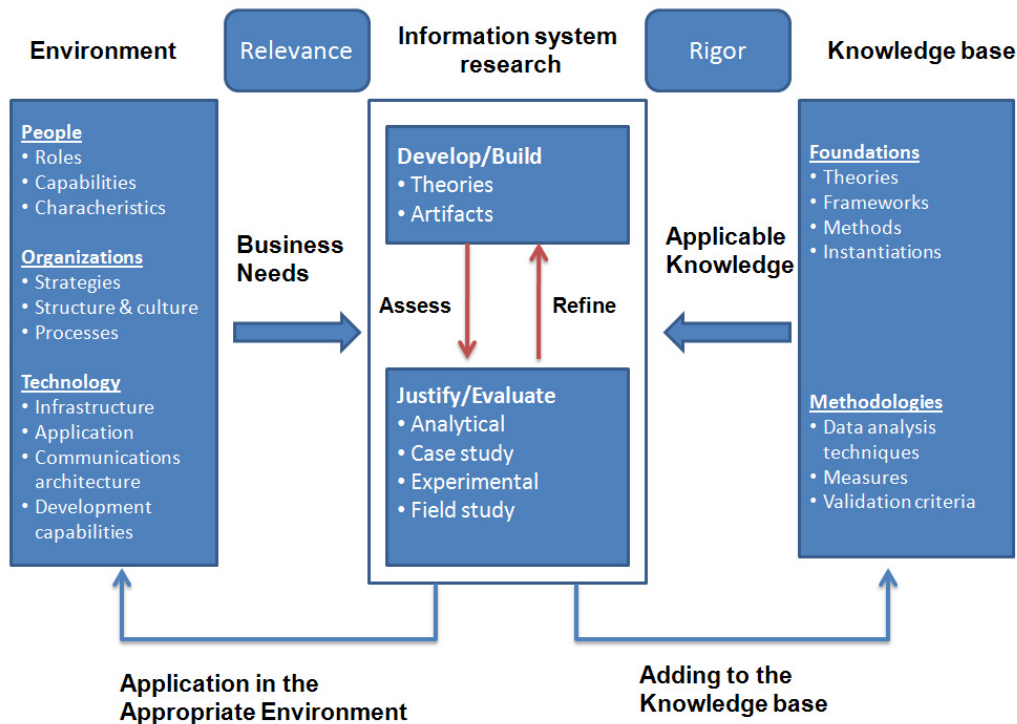 Environment
Relevance
Information system
research
Rigor
Knowledge base
People
• Roles
• Capabilities
• Characheristics
Organizations
• Strategies
• Structure & culture
• Processes
Technology
• Infrastructure
• Application
• Communications
architecture
• Development
capabilities
Business
Needs
Develop/Build
• Theories
• Artifacts
Assess
Refine
Justify/Evaluate
• Analytical
• Case study
• Experimental
• Field study
Applicable
Knowledge
Foundations
• Theories
• Frameworks
• Methods
• Instantiations
Methodologies
• Data analysis
techniques
• Measures
• Validation criteria
Application in the
Appropriate Environment
Adding to the
Knowledge base